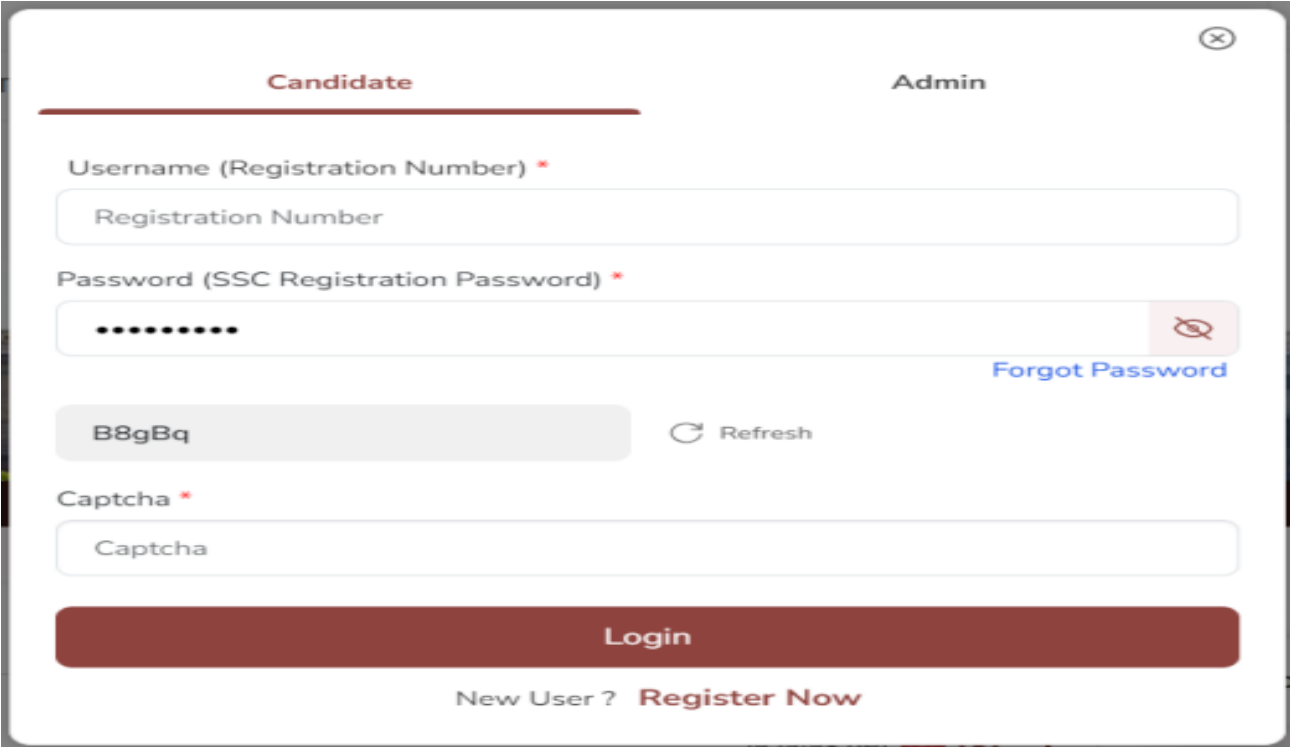 Candidate Admin
Username (Registration Number) *
Registration Number
Password (SSC Registration Password) *
•••••••••
Forgot Password
B8gBq Refresh
Captcha *
Captcha
Login
New User ? Register Now